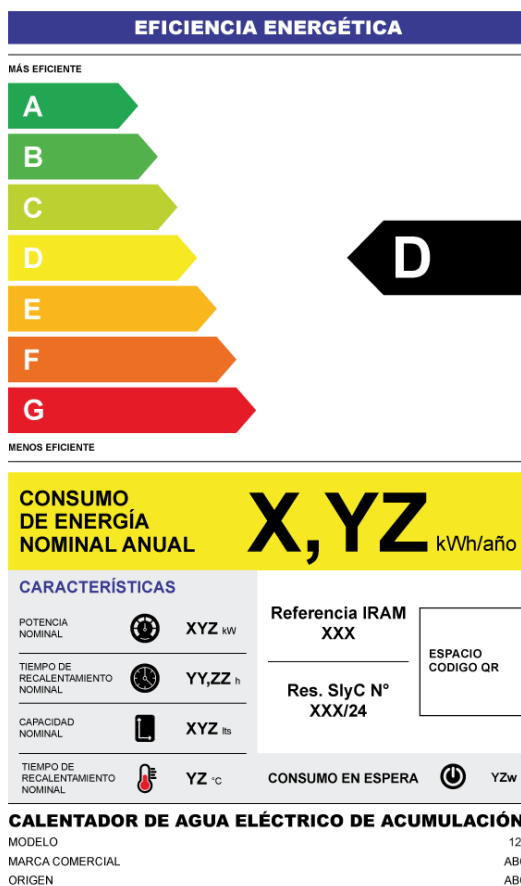 EFICIENCIA ENERGÉTICA
MÁS EFICIENTE
A
B
C
D
D
E
F
G
MENOS EFICIENTE
CONSUMO
DE ENERGÍA
NOMINAL ANUAL
X,YZ kWh/año
CARACTERÍSTICAS
POTENCIA
NOMINAL
XYZ kW
TIEMPO DE
RECALENTAMIENTO
NOMINAL
YY,ZZ h
CAPACIDAD
NOMINAL
XYZ lts
TIEMPO DE
RECALENTAMIENTO
NOMINAL
YZ °C
Referencia IRAM
XXX
Res. SIyC N°
XXX/24
ESPACIO
CODIGO QR
CONSUMO EN ESPERA YZw
CALENTADOR DE AGUA ELÉCTRICO DE ACUMULACIÓN
MODELO
MARCA COMERCIAL
ORIGEN